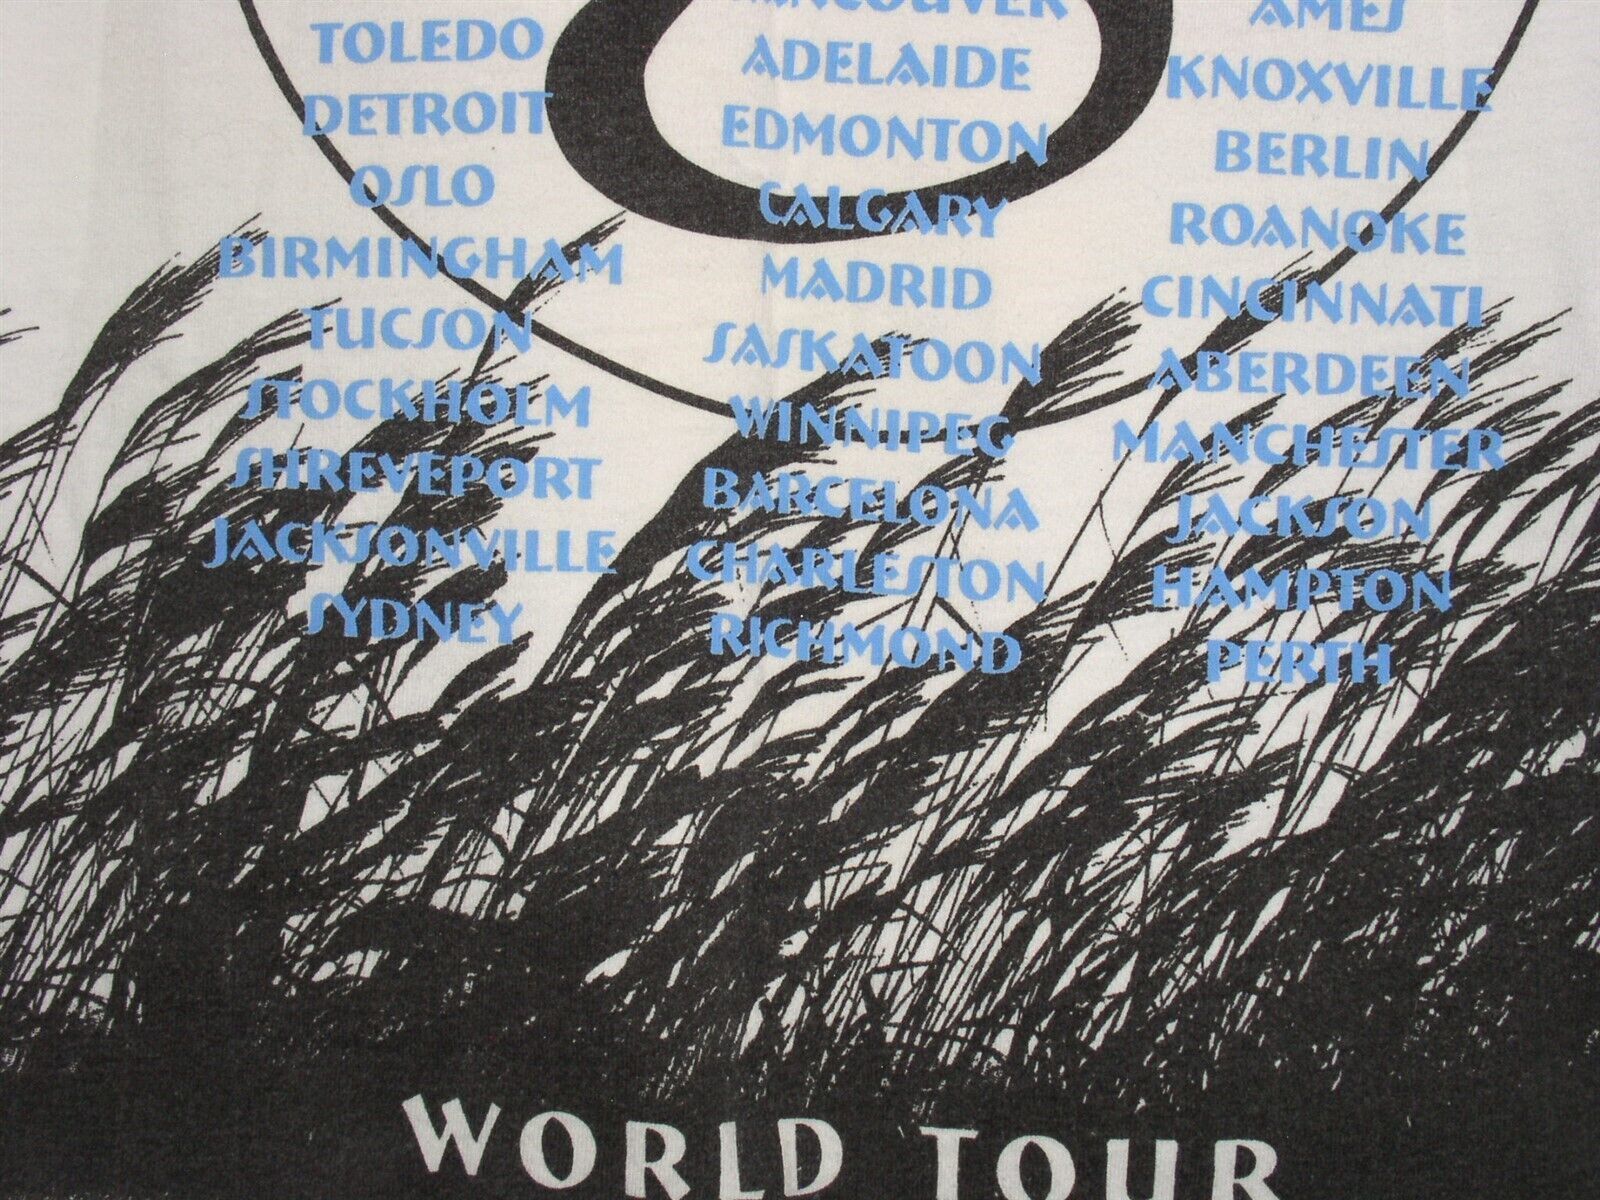 TOLEDO
DETROIT
OSLO
BIRMINGHAM
TUCSON
STOCKHOLM
SHREVEPORT
JACKSONVILLE
SYDNEY
VANCOUVER
ADELAIDE
EDMONTON
CALGARY
MADRID
SASKATOON
WINNIPEG
BARCELONA
CHARLESTON
RICHMOND
AMES
KNOXVILLE
BERLIN
ROANOKE
CINCINNATI
ABERDEEN
MANCHESTER
JACKSON
HAMPTON
PERTH
WORLD TOUR